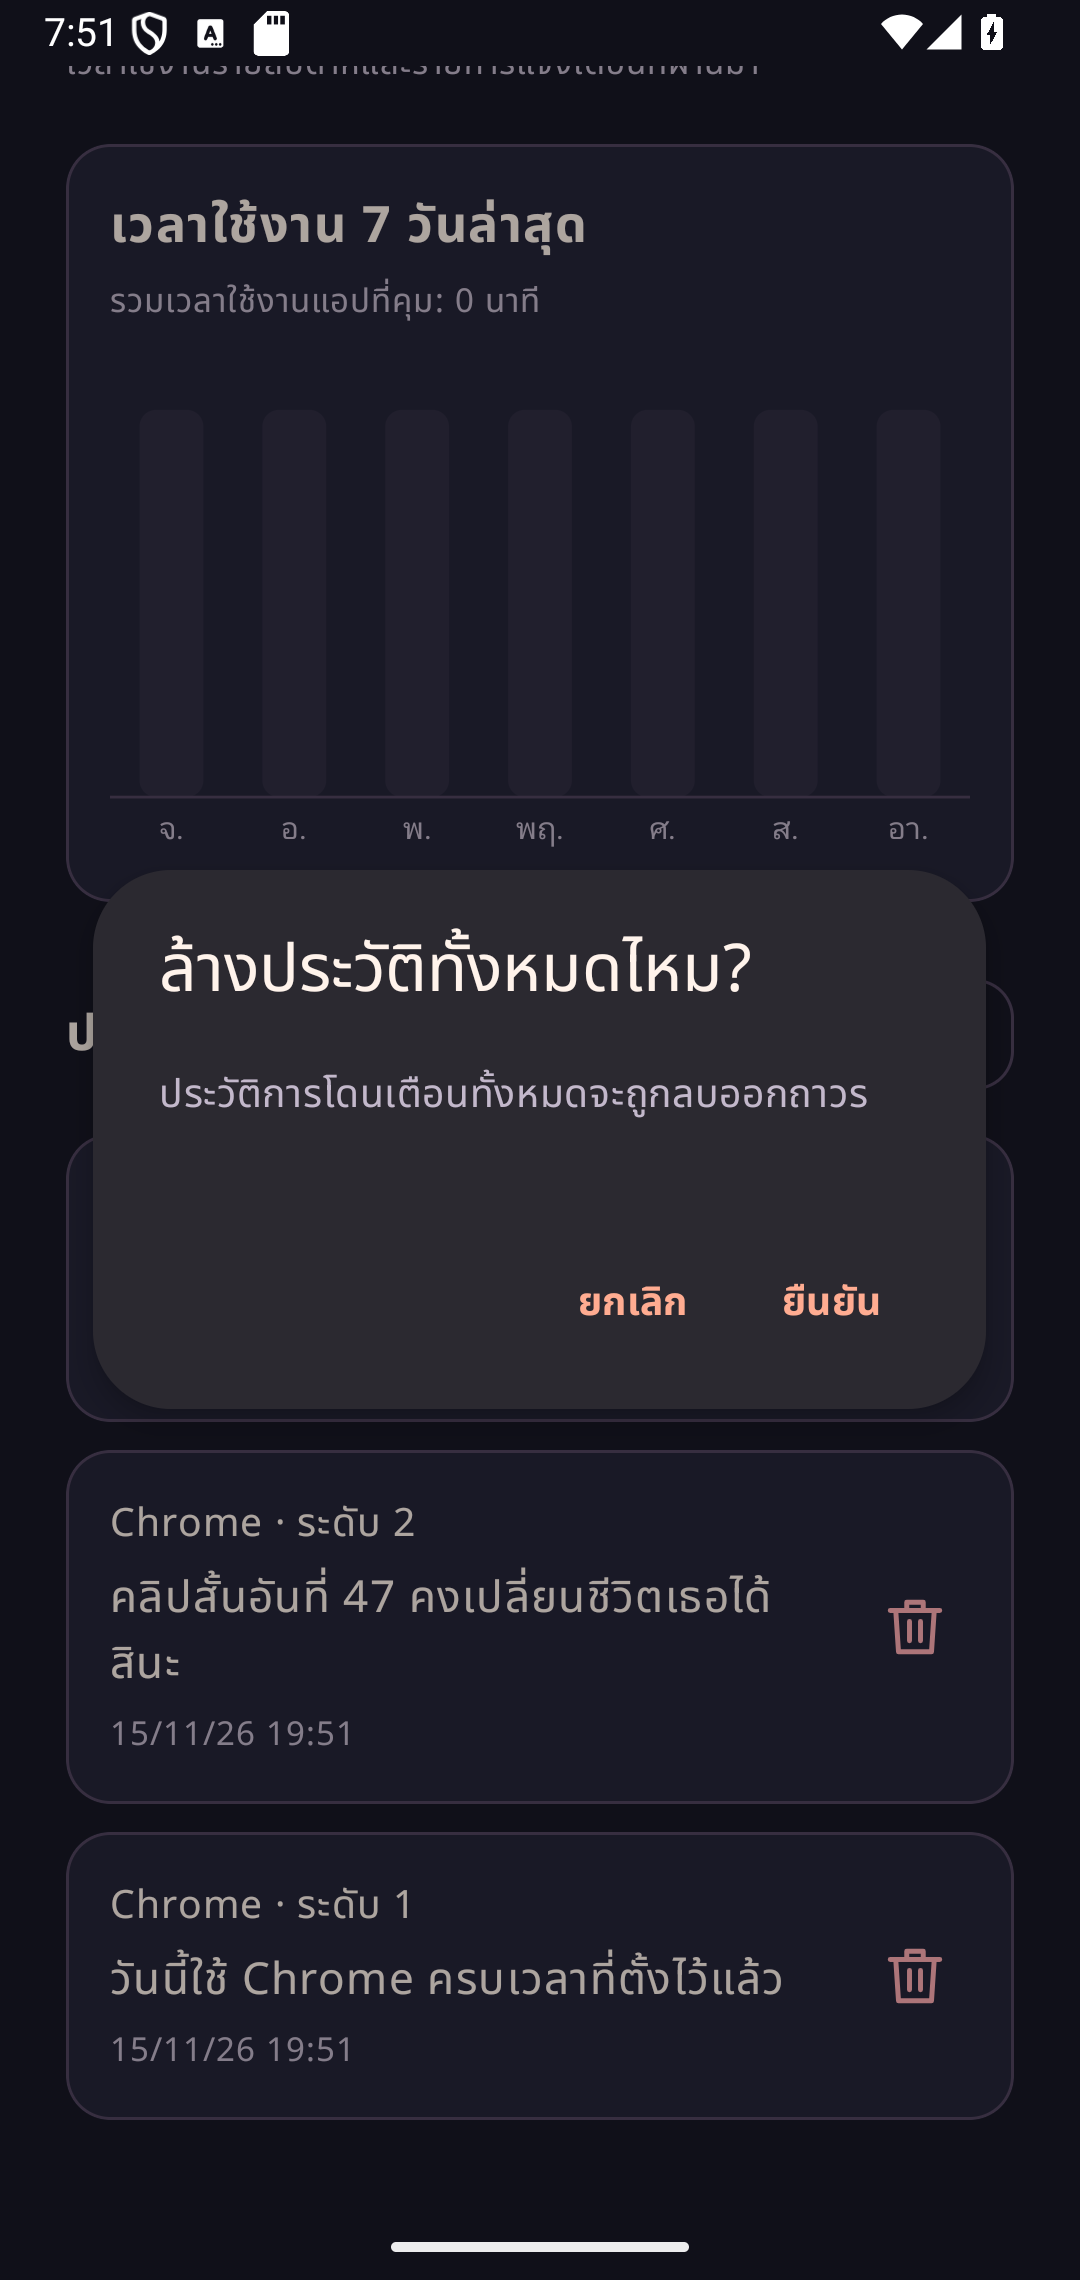 7:51
เวลาใช้งาน 7 วันล่าสุด
รวมเวลาใช้งานแอปที่คุม: 0 นาที
จ. อ. พ. พฤ. ศ. ส. อา.
ล้างประวัติทั้งหมดไหม?
ประวัติการโดนเตือนทั้งหมดจะถูกลบออกถาวร
ยกเลิก ยืนยัน
Chrome · ระดับ 2
คลิปสั้นอันที่ 47 คงเปลี่ยนชีวิตเธอได้
สินะ
15/11/26 19:51
Chrome · ระดับ 1
วันนี้ใช้ Chrome ครบเวลาที่ตั้งไว้แล้ว
15/11/26 19:51